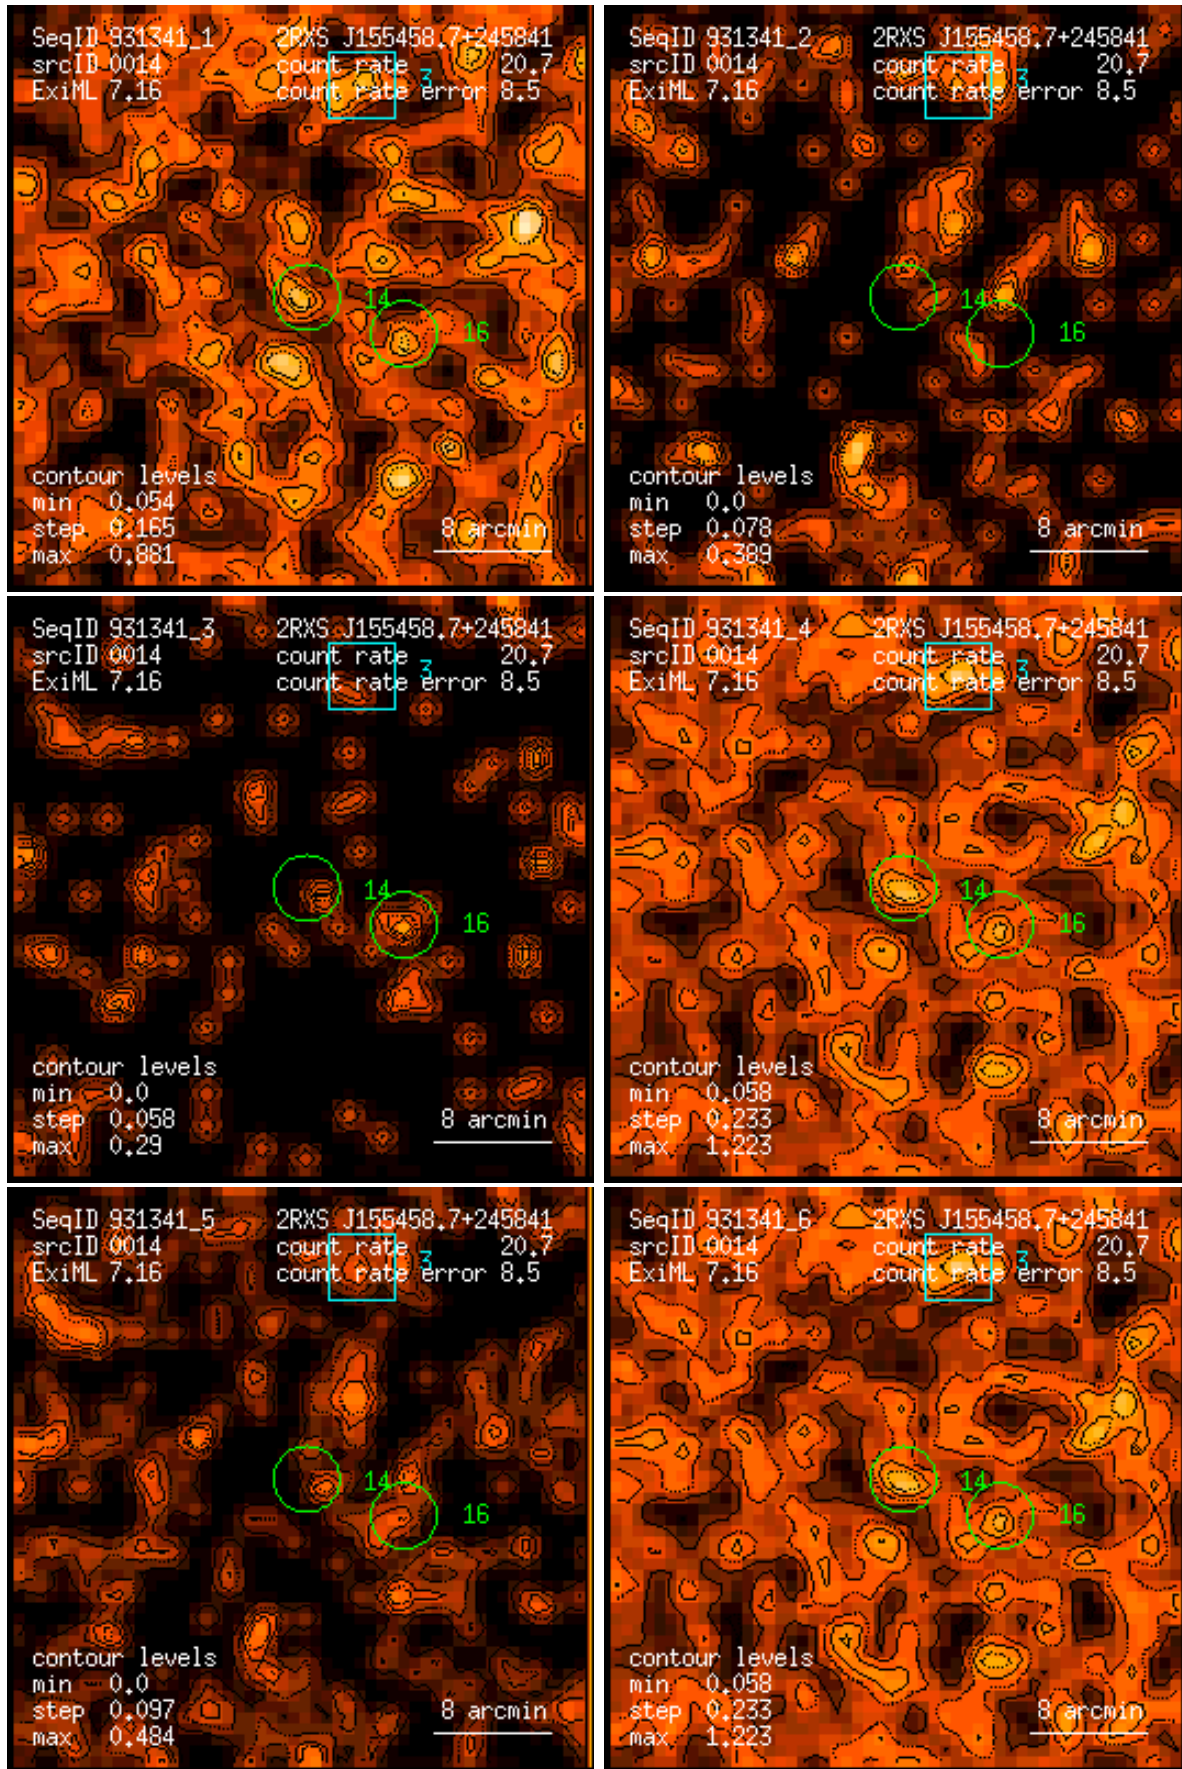 SeqID 931341_1 2RXS J155458.7+245841
srcID 0014 count rate 20.7
3
ExiML 7.16 count rate error 8.5
14
16
contour levels
min 0.054
step 0.165 8 arcmin
max 0.881
SeqID 931341_2 2RXS J155458.7+245841
srcID 0014 count rate 20.7
3
ExiML 7.16 count rate error 8.5
14
16
contour levels
min 0.0
step 0.078 8 arcmin
max 0.389
SeqID 931341_3 2RXS J155458.7+245841
srcID 0014 count rate 20.7
3
ExiML 7.16 count rate error 8.5
14
16
contour levels
min 0.0
step 0.058 8 arcmin
max 0.29
SeqID 931341_4 2RXS J155458.7+245841
srcID 0014 count rate 20.7
3
ExiML 7.16 count rate error 8.5
14
16
contour levels
min 0.058
step 0.233 8 arcmin
max 1.223
SeqID 931341_5 2RXS J155458.7+245841
srcID 0014 count rate 20.7
3
ExiML 7.16 count rate error 8.5
14
16
contour levels
min 0.0
step 0.097 8 arcmin
max 0.484
SeqID 931341_6 2RXS J155458.7+245841
srcID 0014 count rate 20.7
3
ExiML 7.16 count rate error 8.5
14
16
contour levels
min 0.058
step 0.233 8 arcmin
max 1.223